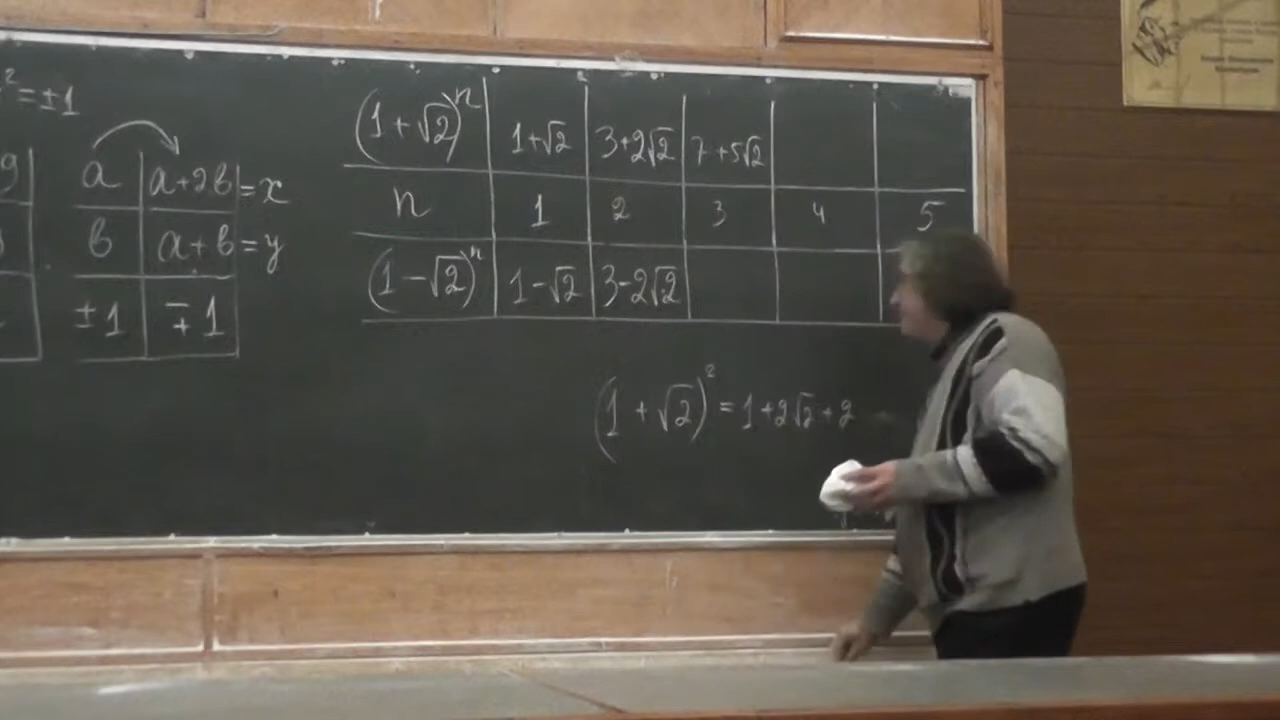 ²=±1
a a+2b =x
b a+b =y
±1 ∓1
(1+√2)ⁿ 1+√2 3+2√2 7+5√2
n 1 2 3 4 5
(1-√2)ⁿ 1-√2 3-2√2
(1+√2)²=1+2√2+2